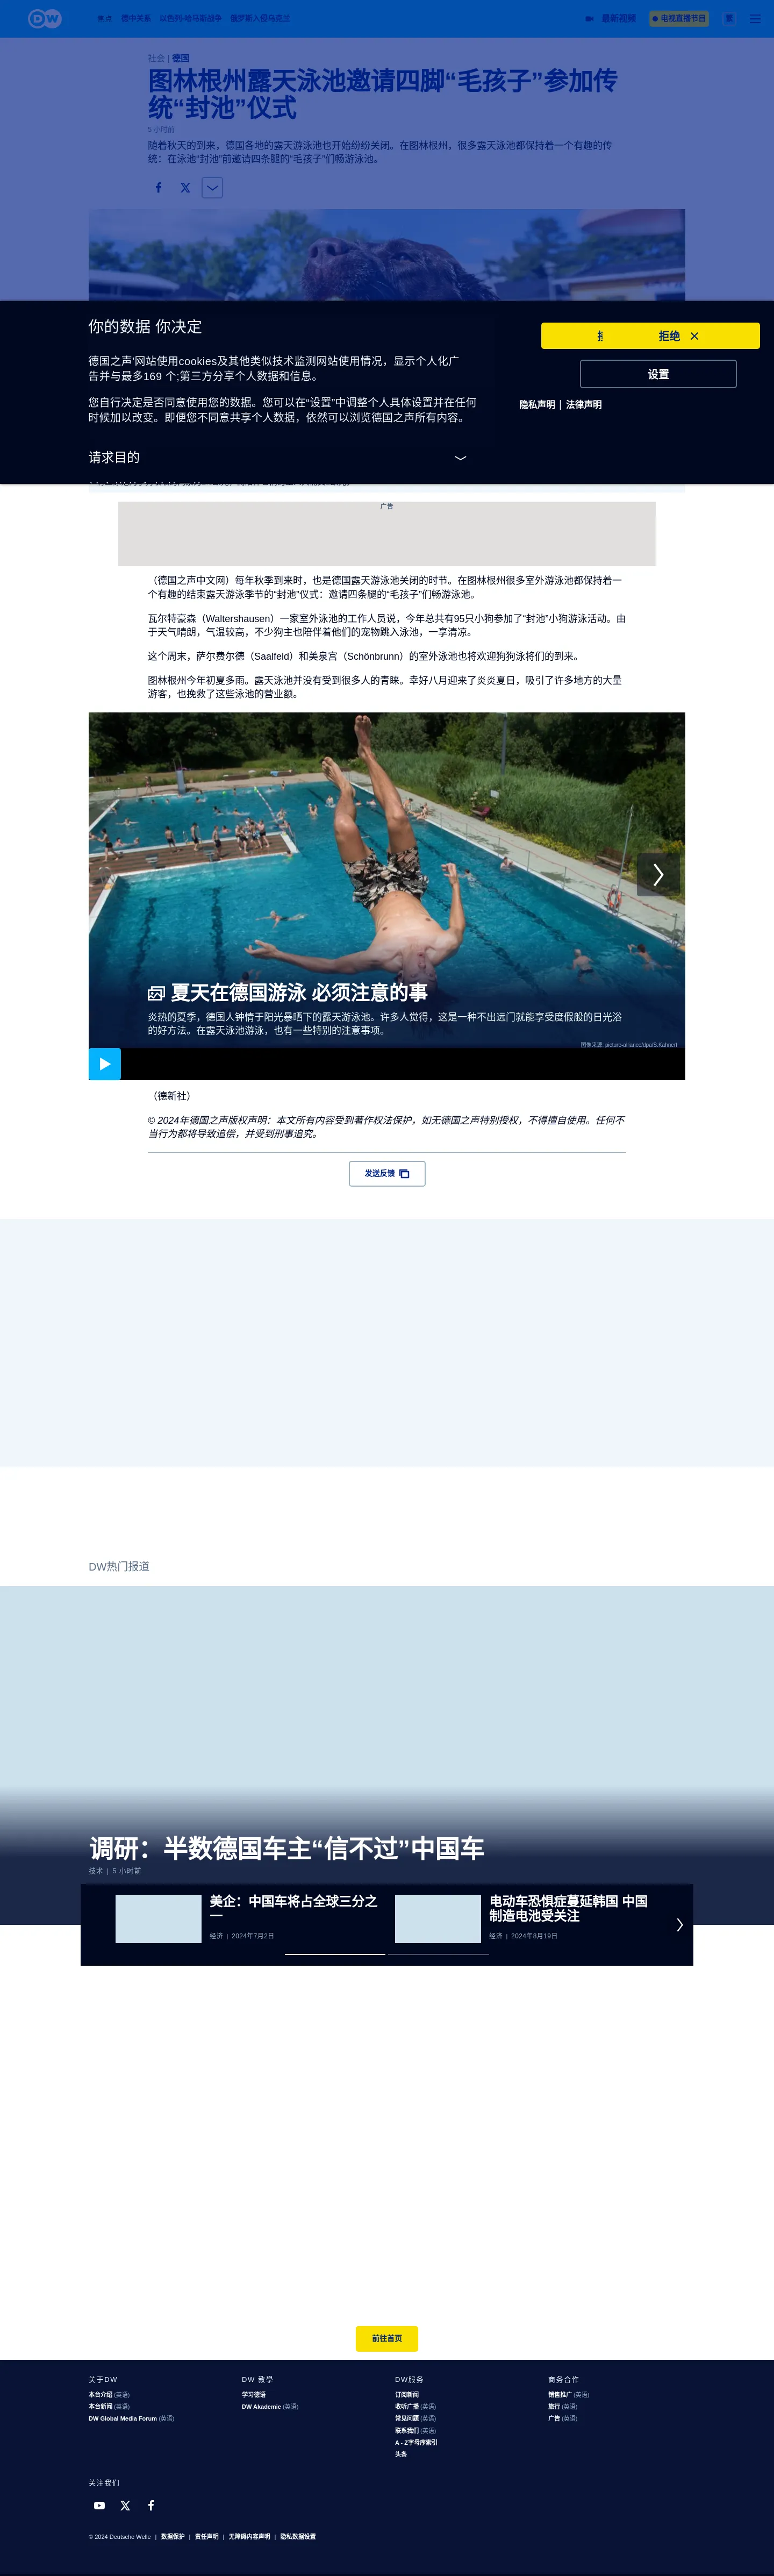 DW
焦点 德中关系 以色列-哈马斯战争 俄罗斯入侵乌克兰
最新视频
电视直播节目
繁
社会 | 德国
图林根州露天泳池邀请四脚“毛孩子”参加传
统“封池”仪式
5 小时前
随着秋天的到来，德国各地的露天游泳池也开始纷纷关闭。在图林根州，很多露天泳池都保持着一个有趣的传
统：在泳池“封池”前邀请四条腿的“毛孩子”们畅游泳池。
你的数据 你决定
拒绝
德国之声'网站使用cookies及其他类似技术监测网站使用情况，显示个人化广
告并与最多169 个;第三方分享个人数据和信息。
设置
隐私声明 | 法律声明
您自行决定是否同意使用您的数据。您可以在“设置”中调整个人具体设置并在任何
时候加以改变。即便您不同意共享个人数据，依然可以浏览德国之声所有内容。
请求目的
广告
（德国之声中文网）每年秋季到来时，也是德国露天游泳池关闭的时节。在图林根州很多室外游泳池都保持着一
个有趣的结束露天游泳季节的“封池”仪式：邀请四条腿的“毛孩子”们畅游泳池。
瓦尔特豪森（Waltershausen）一家室外泳池的工作人员说，今年总共有95只小狗参加了“封池”小狗游泳活动。由
于天气晴朗，气温较高，不少狗主也陪伴着他们的宠物跳入泳池，一享清凉。
这个周末，萨尔费尔德（Saalfeld）和美泉宫（Schönbrunn）的室外泳池也将欢迎狗狗泳将们的到来。
图林根州今年初夏多雨。露天泳池并没有受到很多人的青睐。幸好八月迎来了炎炎夏日，吸引了许多地方的大量
游客，也挽救了这些泳池的营业额。
夏天在德国游泳 必须注意的事
炎热的夏季，德国人钟情于阳光暴晒下的露天游泳池。许多人觉得，这是一种不出远门就能享受度假般的日光浴
的好方法。在露天泳池游泳，也有一些特别的注意事项。
图像来源: picture-alliance/dpa/S.Kahnert
（德新社）
© 2024年德国之声版权声明：本文所有内容受到著作权法保护，如无德国之声特别授权，不得擅自使用。任何不
当行为都将导致追偿，并受到刑事追究。
发送反馈
DW热门报道
调研：半数德国车主“信不过”中国车
技术 | 5 小时前
美企：中国车将占全球三分之
一
经济 | 2024年7月2日
电动车恐惧症蔓延韩国 中国
制造电池受关注
经济 | 2024年8月19日
前往首页
关于DW
本台介绍 (英语)
本台新闻 (英语)
DW Global Media Forum (英语)
DW 教學
学习德语
DW Akademie (英语)
DW服务
订阅新闻
收听广播 (英语)
常见问题 (英语)
联系我们 (英语)
A - Z字母序索引
头条
商务合作
销售推广 (英语)
旅行 (英语)
广告 (英语)
关注我们
© 2024 Deutsche Welle | 数据保护 | 责任声明 | 无障碍内容声明 | 隐私数据设置